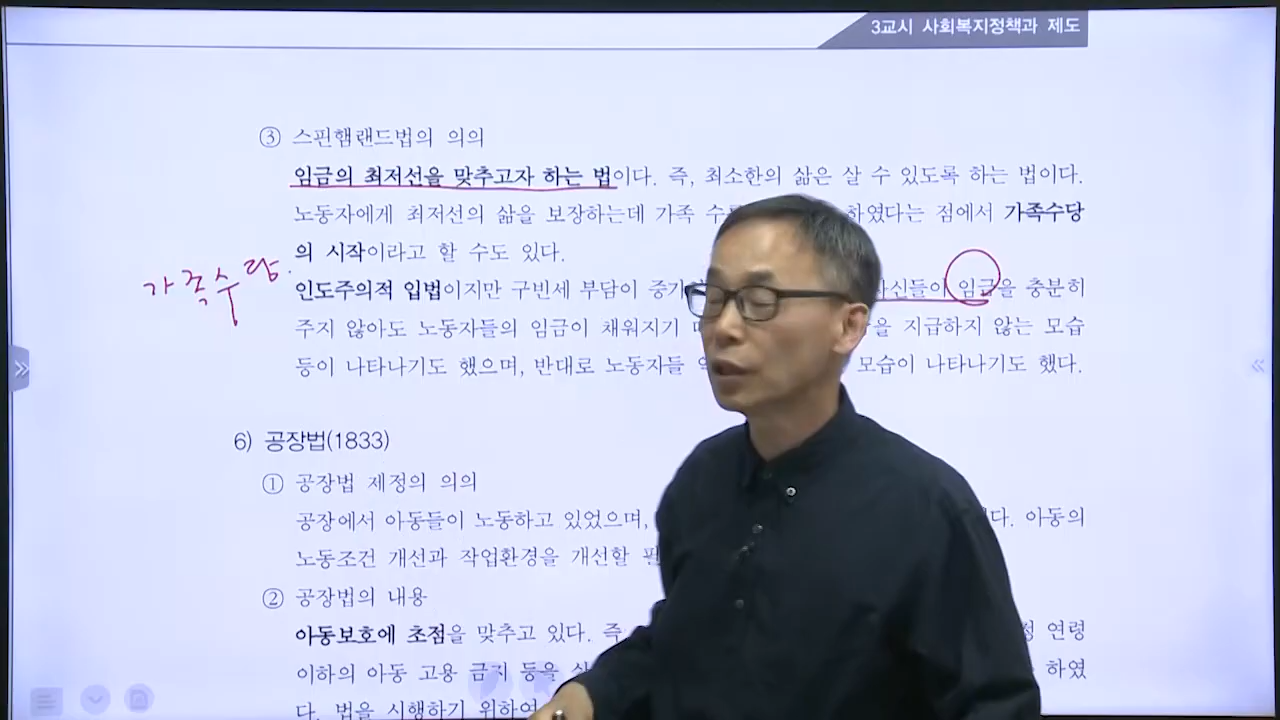 3교시 사회복지정책과 제도
③ 스핀햄랜드법의 의의
임금의 최저선을 맞추고자 하는 법이다. 즉, 최소한의 삶은 살 수 있도록 하는 법이다.
노동자에게 최저선의 삶을 보장하는데 가족 하였다는 점에서 가족수당
의 시작이라고 할 수도 있다.
가족수당
인도주의적 입법이지만 구빈세 부담이 임금을 충분히
주지 않아도 노동자들의 임금이 채워지기 지급하지 않는 모습
등이 나타나기도 했으며, 반대로 노동자들 모습이 나타나기도 했다.
6) 공장법(1833)
① 공장법 제정의 의의
공장에서 아동들이 노동하고 있었으며, 아동의
노동조건 개선과 작업환경을 개선할
② 공장법의 내용
아동보호에 초점을 맞추고 있다. 즉 연령
이하의 아동 고용 금지 등을 하였
다. 법을 시행하기 위하여